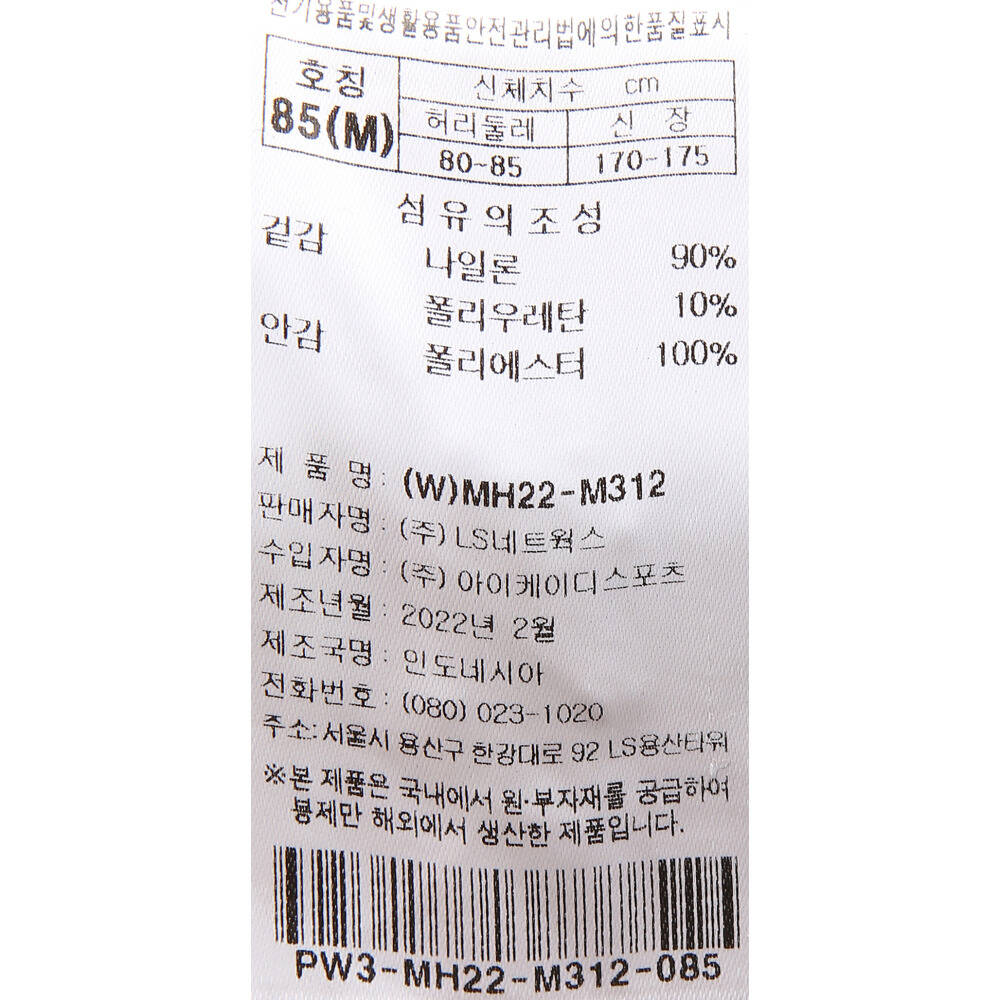 전기용품및생활용품안전관리법에의한품질표시
호칭 신체치수 cm
85(M) 허리둘레 신 장
80-85 170-175
섬유의조성
겉감 나일론 90%
폴리우레탄 10%
안감 폴리에스터 100%
제 품 명 : (W)MH22-M312
판매자명 : (주) LS네트웍스
수입자명 : (주) 아이케이디스포츠
제조년월 : 2022년 2월
제조국명 : 인도네시아
전화번호 : (080) 023-1020
주소: 서울시 용산구 한강대로 92 LS용산타워
※본 제품은 국내에서 원·부자재를 공급하여
봉제만 해외에서 생산한 제품입니다.
PW3-MH22-M312-085